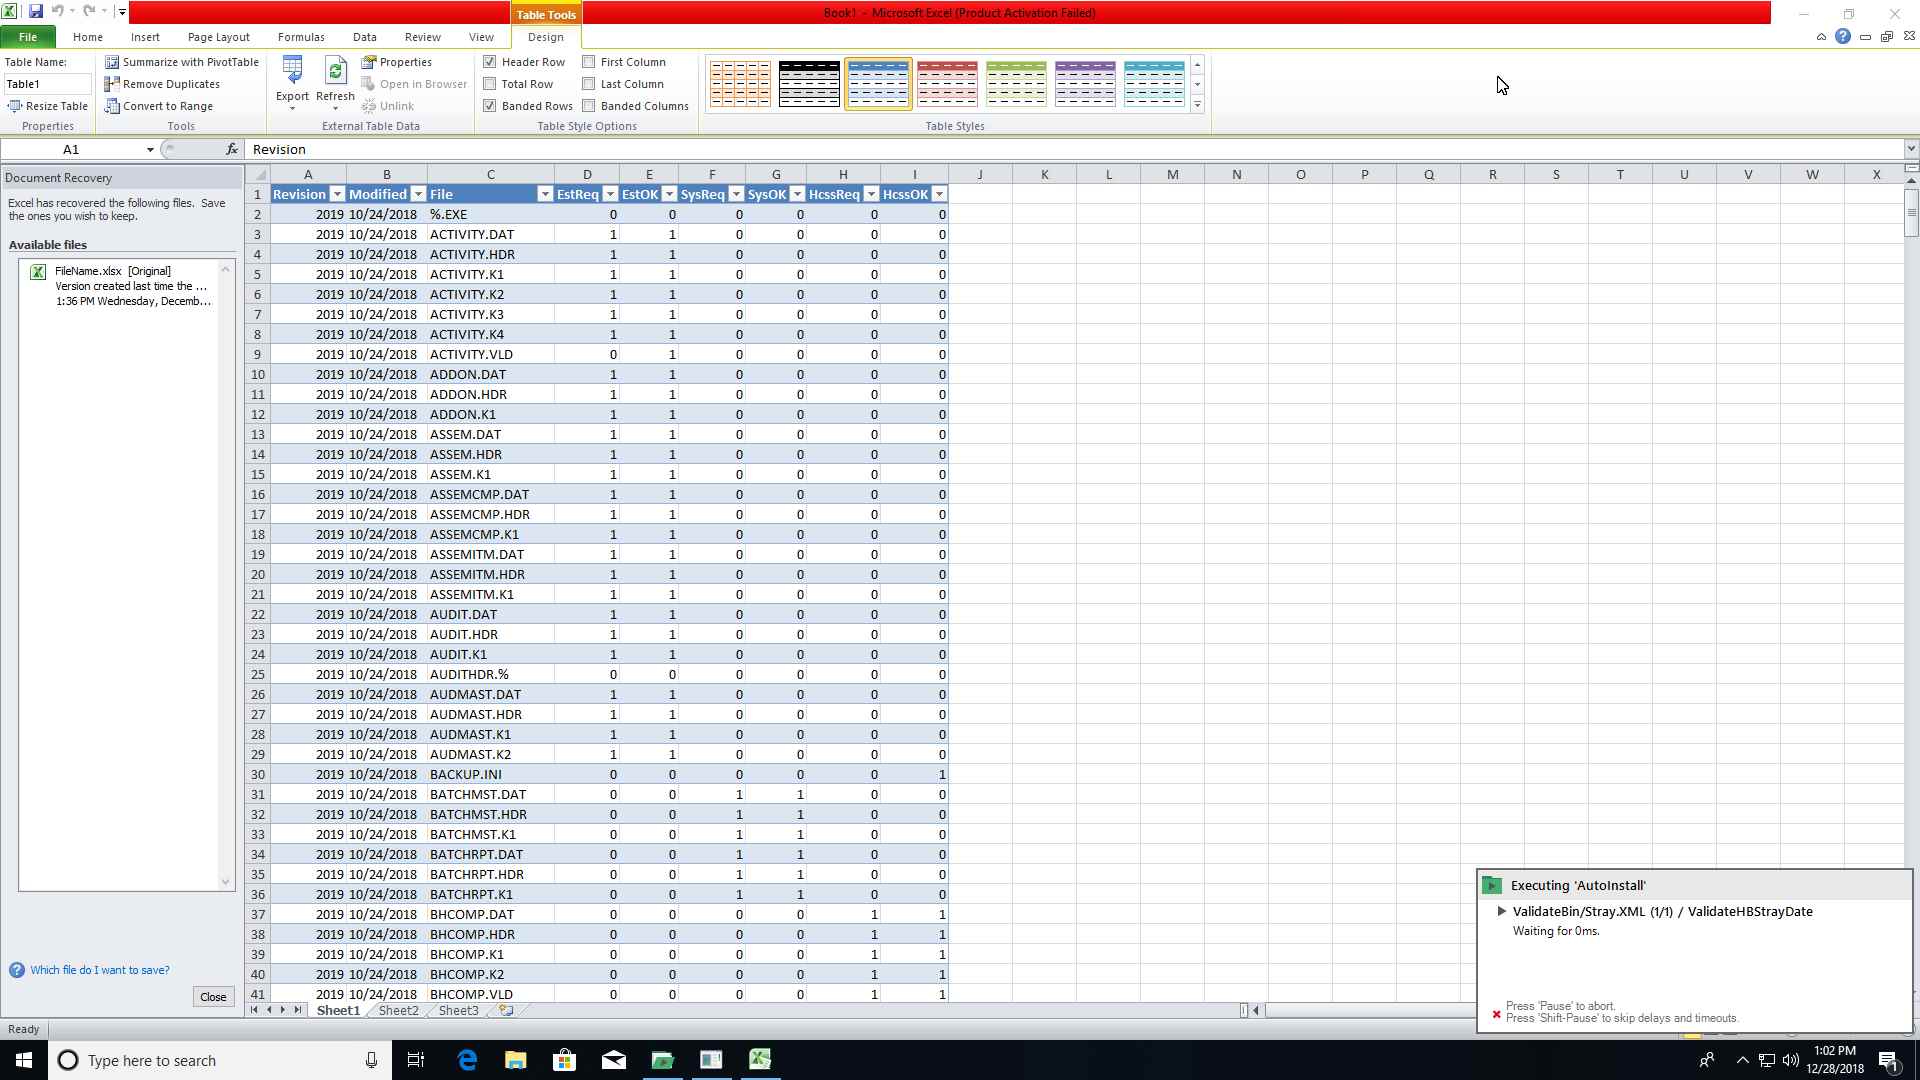 Table Tools
Book1 - Microsoft Excel (Product Activation Failed)
File Home Insert Page Layout Formulas Data Review View Design
Table Name:
Table1
Resize Table
Properties
Summarize with PivotTable
Remove Duplicates
Convert to Range
Tools
Export Refresh
Properties
Open in Browser
Unlink
External Table Data
Header Row First Column
Total Row Last Column
Banded Rows Banded Columns
Table Style Options
Table Styles
A1 fx Revision
Document Recovery
Excel has recovered the following files. Save
the ones you wish to keep.
Available files
FileName.xlsx [Original]
Version created last time the ...
1:36 PM Wednesday, Decemb...
Which file do I want to save?
Close
A B C D E F G H I J K L M N O P Q R S T U V W X
1 Revision Modified File EstReq EstOK SysReq SysOK HcssReq HcssOK
2 2019 10/24/2018 %.EXE 0 0 0 0 0 0
3 2019 10/24/2018 ACTIVITY.DAT 1 1 0 0 0 0
4 2019 10/24/2018 ACTIVITY.HDR 1 1 0 0 0 0
5 2019 10/24/2018 ACTIVITY.K1 1 1 0 0 0 0
6 2019 10/24/2018 ACTIVITY.K2 1 1 0 0 0 0
7 2019 10/24/2018 ACTIVITY.K3 1 1 0 0 0 0
8 2019 10/24/2018 ACTIVITY.K4 1 1 0 0 0 0
9 2019 10/24/2018 ACTIVITY.VLD 0 1 0 0 0 0
10 2019 10/24/2018 ADDON.DAT 1 1 0 0 0 0
11 2019 10/24/2018 ADDON.HDR 1 1 0 0 0 0
12 2019 10/24/2018 ADDON.K1 1 1 0 0 0 0
13 2019 10/24/2018 ASSEM.DAT 1 1 0 0 0 0
14 2019 10/24/2018 ASSEM.HDR 1 1 0 0 0 0
15 2019 10/24/2018 ASSEM.K1 1 1 0 0 0 0
16 2019 10/24/2018 ASSEMCMP.DAT 1 1 0 0 0 0
17 2019 10/24/2018 ASSEMCMP.HDR 1 1 0 0 0 0
18 2019 10/24/2018 ASSEMCMP.K1 1 1 0 0 0 0
19 2019 10/24/2018 ASSEMITM.DAT 1 1 0 0 0 0
20 2019 10/24/2018 ASSEMITM.HDR 1 1 0 0 0 0
21 2019 10/24/2018 ASSEMITM.K1 1 1 0 0 0 0
22 2019 10/24/2018 AUDIT.DAT 1 1 0 0 0 0
23 2019 10/24/2018 AUDIT.HDR 1 1 0 0 0 0
24 2019 10/24/2018 AUDIT.K1 1 1 0 0 0 0
25 2019 10/24/2018 AUDITHDR.% 0 0 0 0 0 0
26 2019 10/24/2018 AUDMAST.DAT 1 1 0 0 0 0
27 2019 10/24/2018 AUDMAST.HDR 1 1 0 0 0 0
28 2019 10/24/2018 AUDMAST.K1 1 1 0 0 0 0
29 2019 10/24/2018 AUDMAST.K2 1 1 0 0 0 0
30 2019 10/24/2018 BACKUP.INI 0 0 0 0 0 1
31 2019 10/24/2018 BATCHMST.DAT 0 0 1 1 0 0
32 2019 10/24/2018 BATCHMST.HDR 0 0 1 1 0 0
33 2019 10/24/2018 BATCHMST.K1 0 0 1 1 0 0
34 2019 10/24/2018 BATCHRPT.DAT 0 0 1 1 0 0
35 2019 10/24/2018 BATCHRPT.HDR 0 0 1 1 0 0
36 2019 10/24/2018 BATCHRPT.K1 0 0 1 1 0 0
37 2019 10/24/2018 BHCOMP.DAT 0 0 0 0 1 1
38 2019 10/24/2018 BHCOMP.HDR 0 0 0 0 1 1
39 2019 10/24/2018 BHCOMP.K1 0 0 0 0 1 1
40 2019 10/24/2018 BHCOMP.K2 0 0 0 0 1 1
41 2019 10/24/2018 BHCOMP.VLD 0 0 0 0 1 1
Sheet1 Sheet2 Sheet3
Executing 'AutoInstall'
ValidateBin/Stray.XML (1/1) / ValidateHBStrayDate
Waiting for 0ms.
Press 'Pause' to abort.
Press 'Shift-Pause' to skip delays and timeouts.
Ready
Type here to search
1:02 PM
12/28/2018
1